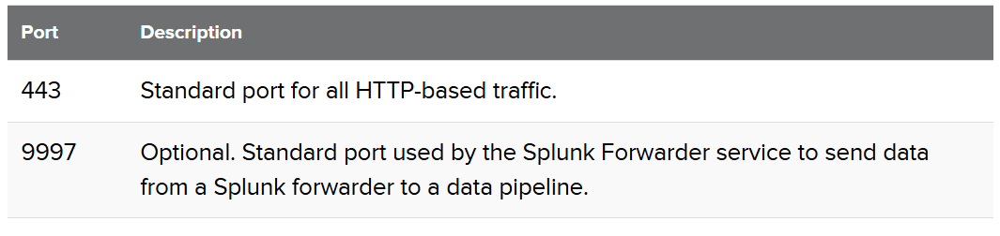 Port Description
443 Standard port for all HTTP-based traffic.
9997 Optional. Standard port used by the Splunk Forwarder service to send data
from a Splunk forwarder to a data pipeline.